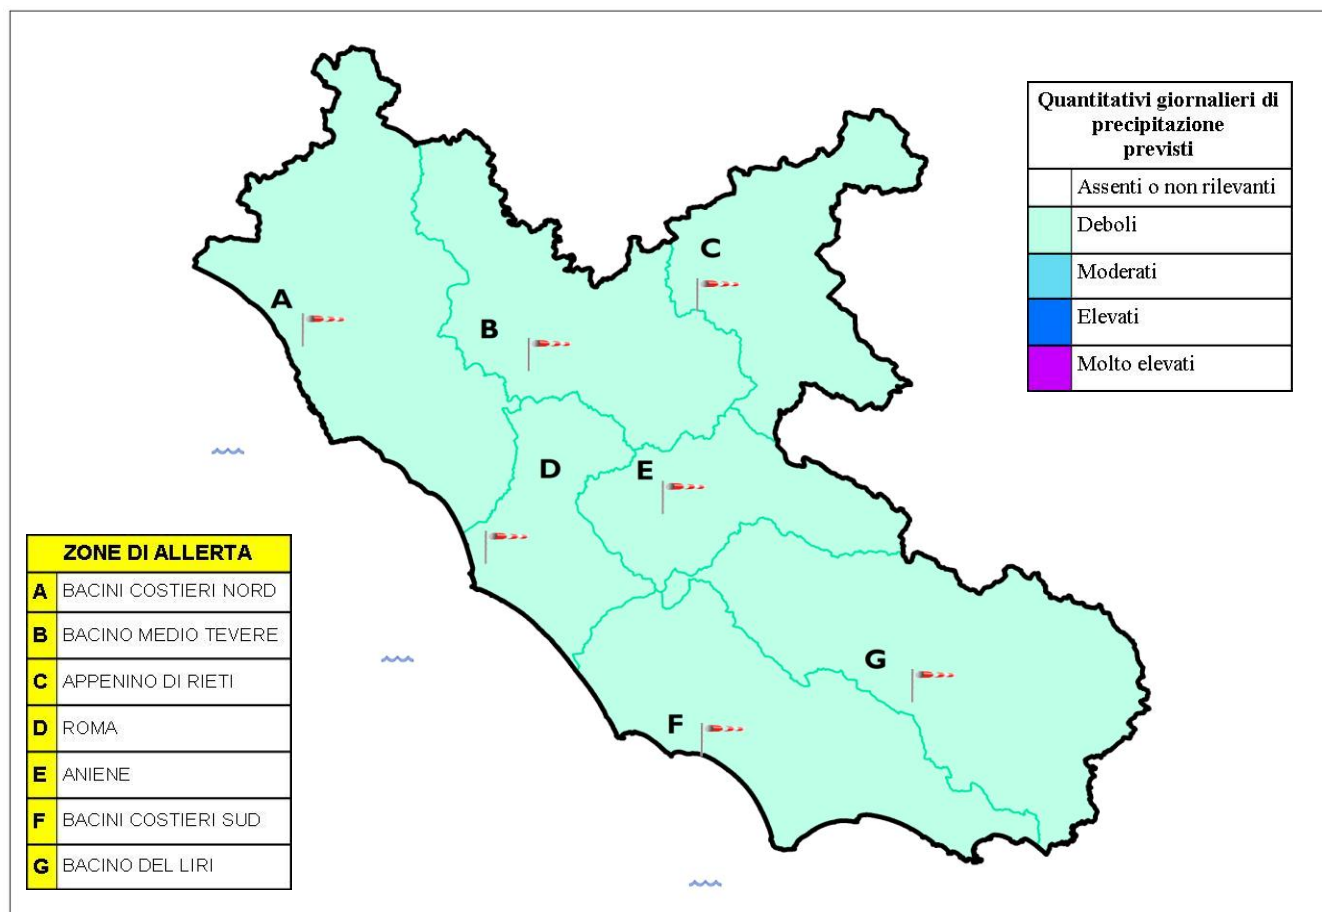 Quantitativi giornalieri di
precipitazione
previsti
Assenti o non rilevanti
Deboli
Moderati
Elevati
Molto elevati
C
A
B
D
E
G
F
ZONE DI ALLERTA
A BACINI COSTIERI NORD
B BACINO MEDIO TEVERE
C APPENINO DI RIETI
D ROMA
E ANIENE
F BACINI COSTIERI SUD
G BACINO DEL LIRI